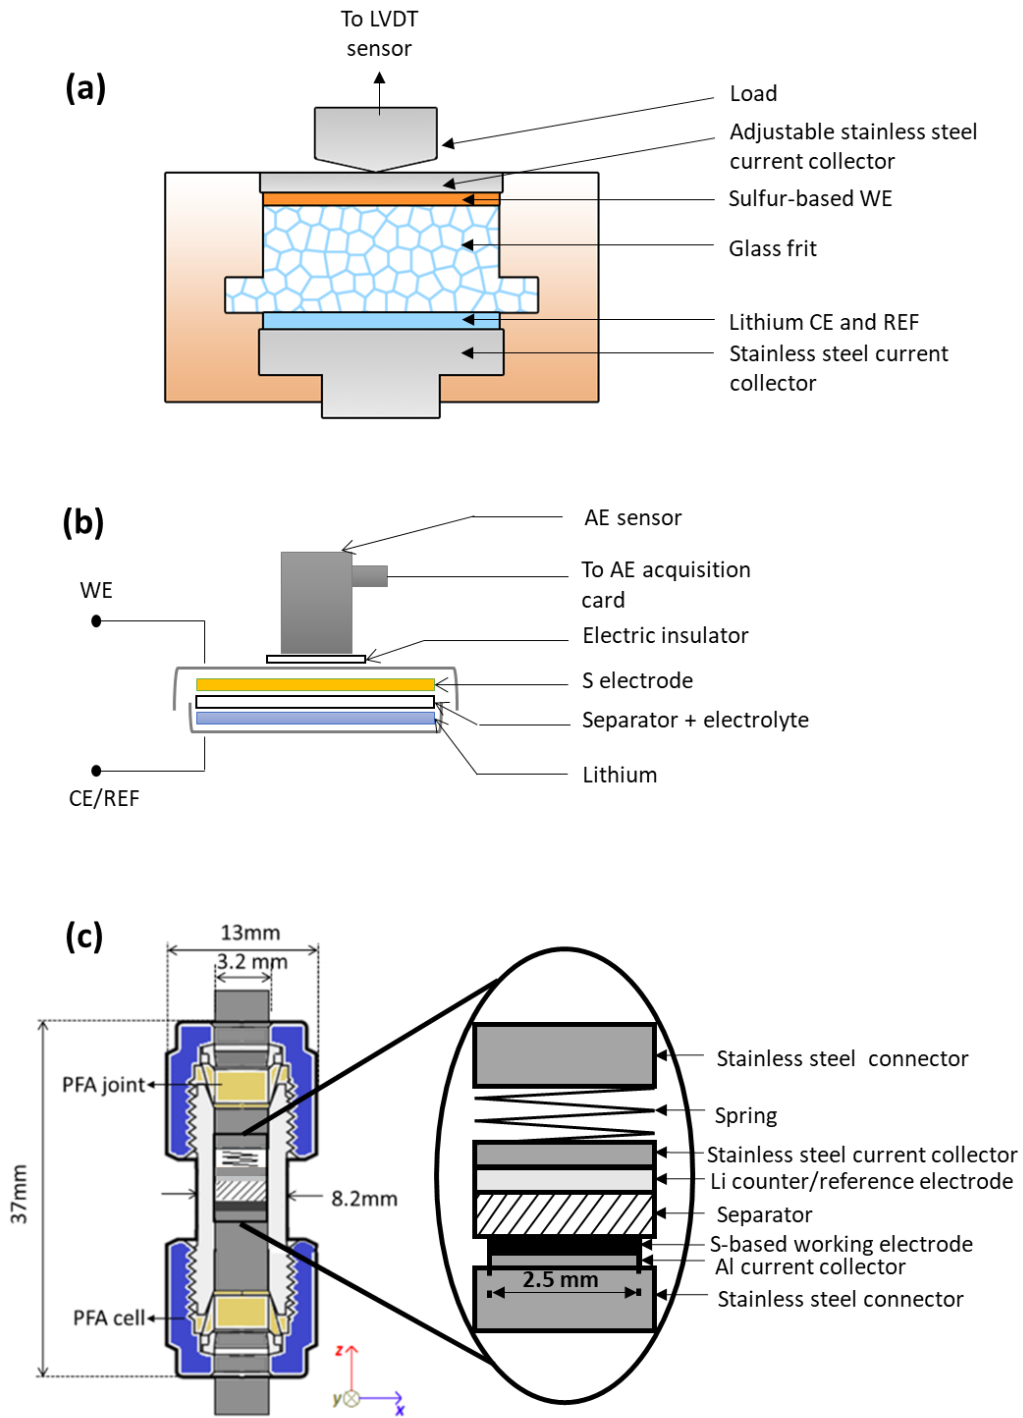 To LVDT
sensor
(a)
Load
Adjustable stainless steel
current collector
Sulfur-based WE
Glass frit
Lithium CE and REF
Stainless steel current
collector
(b)
AE sensor
To AE acquisition
card
WE
Electric insulator
S electrode
Separator + electrolyte
Lithium
CE/REF
(c)
13mm
3.2 mm
PFA joint
37mm
8.2mm
PFA cell
z
y
x
Stainless steel connector
Spring
Stainless steel current collector
Li counter/reference electrode
Separator
S-based working electrode
Al current collector
2.5 mm
Stainless steel connector